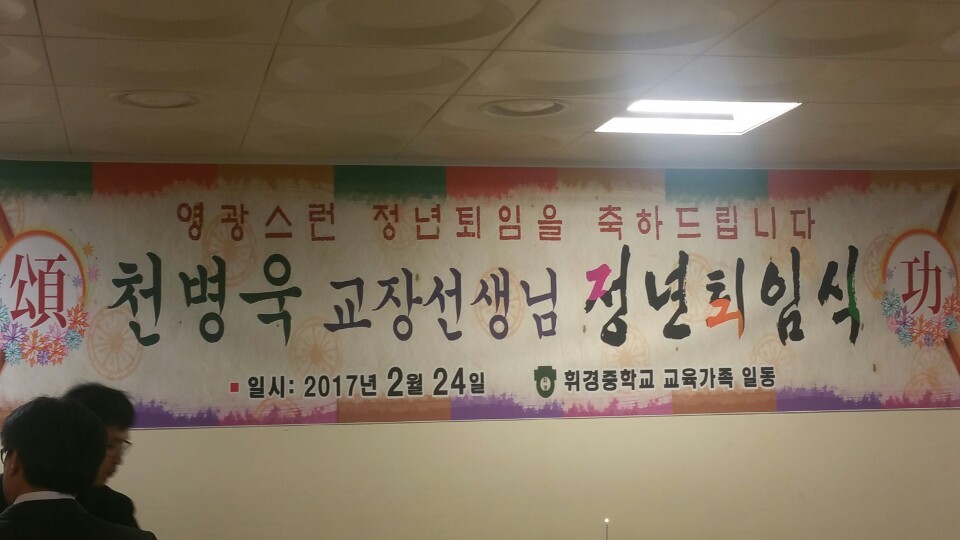 영광스런 정년퇴임을 축하드립니다
頌 천병욱 교장선생님 정년퇴임식 功
일시: 2017년 2월 24일 휘경중학교 교육가족 일동